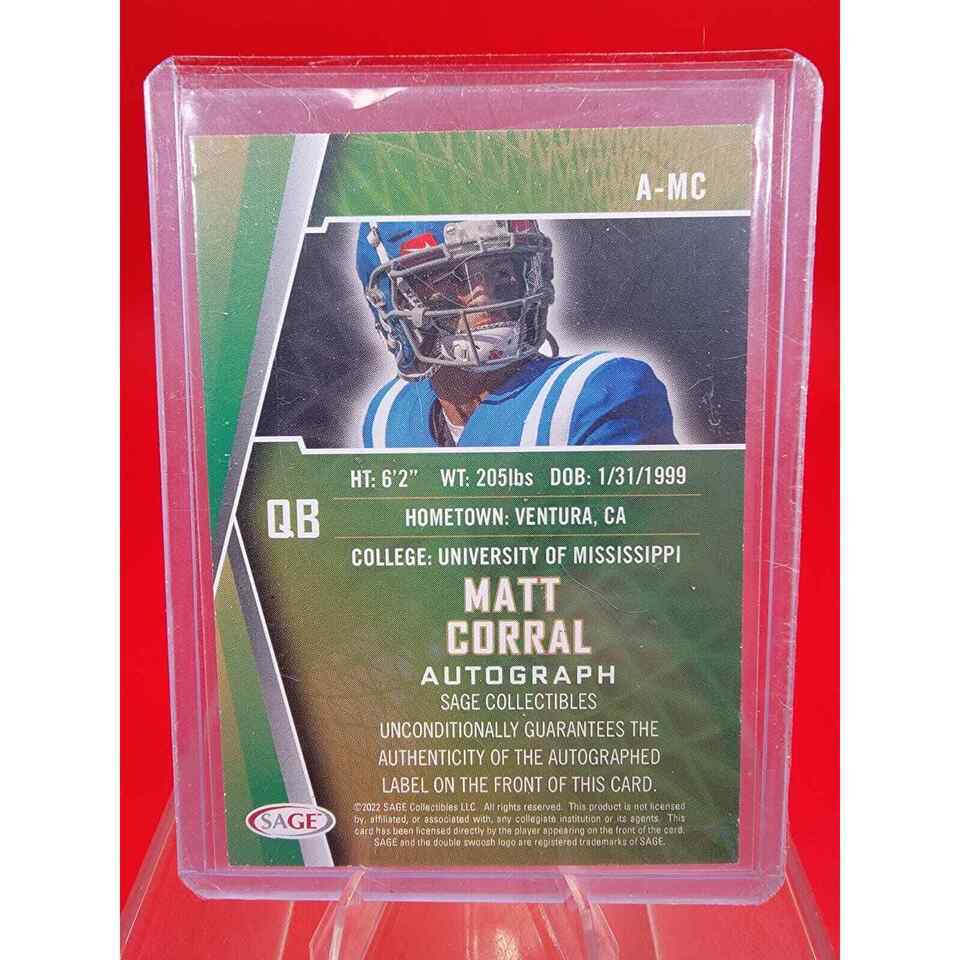 A-MC
HT: 6'2" WT: 205lbs DOB: 1/31/1999
QB
HOMETOWN: VENTURA, CA
COLLEGE: UNIVERSITY OF MISSISSIPPI
MATT
CORRAL
AUTOGRAPH
SAGE COLLECTIBLES
UNCONDITIONALLY GUARANTEES THE
AUTHENTICITY OF THE AUTOGRAPHED
LABEL ON THE FRONT OF THIS CARD.
©2022 SAGE Collectibles LLC. All rights reserved. This product is not licensed
by, affiliated, or associated with, any collegiate institution or its agents. This
card has been licensed directly by the player appearing on the front of the card.
SAGE and the double swoosh logo are registered trademarks of SAGE.
SAGE